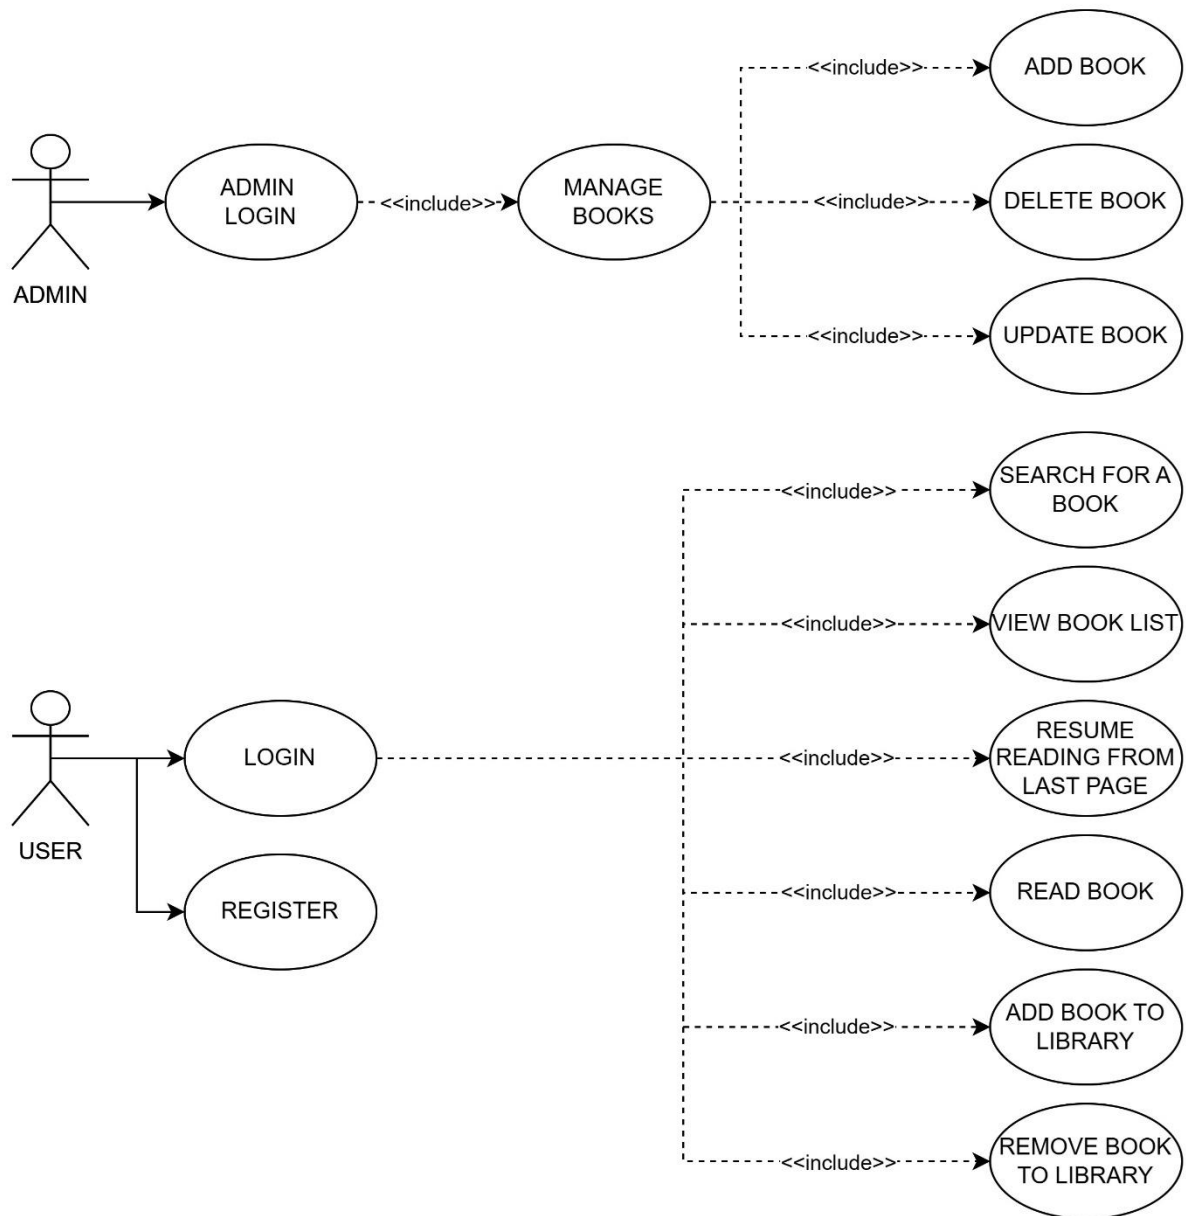 <<include>>
ADD BOOK
ADMIN
LOGIN
<<include>>
MANAGE
BOOKS
<<include>>
DELETE BOOK
ADMIN
<<include>>
UPDATE BOOK
<<include>>
SEARCH FOR A
BOOK
<<include>>
VIEW BOOK LIST
LOGIN
<<include>>
RESUME
READING FROM
LAST PAGE
USER
<<include>>
READ BOOK
REGISTER
<<include>>
ADD BOOK TO
LIBRARY
<<include>>
REMOVE BOOK
TO LIBRARY